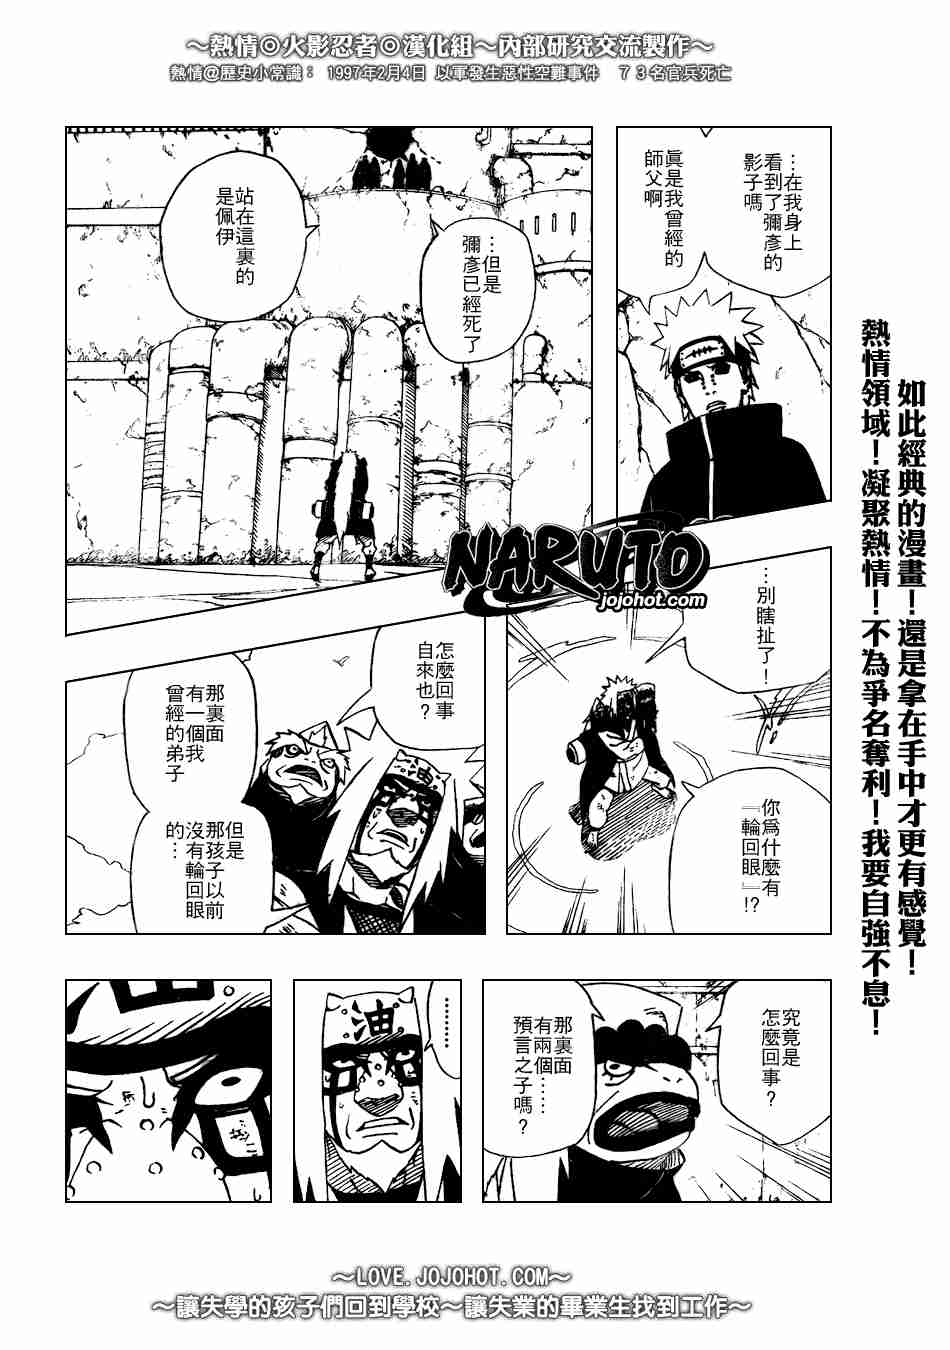 ～熱情◎火影忍者◎漢化組～內部研究交流製作～
熱情@歷史小常識： 1997年2月4日 以軍發生惡性空難事件 73名官兵死亡
…在我身上
看到了彌彥的
影子嗎
眞是我曾經的
師父啊
…但是
彌彥已經死了
站在這裏的
是佩伊
如此經典的漫畫！還是拿在手中才更有感覺！
熱情領域！凝聚熱情！不為爭名奪利！我要自強不息！
NARUTO
jojohot.com
…別瞎扯了！
你爲什麼有
『輪回眼』!?
怎麼回事
自來也？
那裏面
有一個我
曾經的弟子
但是
那孩子以前
沒有輪回眼
的…
油
究竟是
怎麼回事？
那裏面
有兩個……
預言之子嗎？
………
油
～LOVE.JOJOHOT.COM～
～讓失學的孩子們回到學校～讓失業的畢業生找到工作～